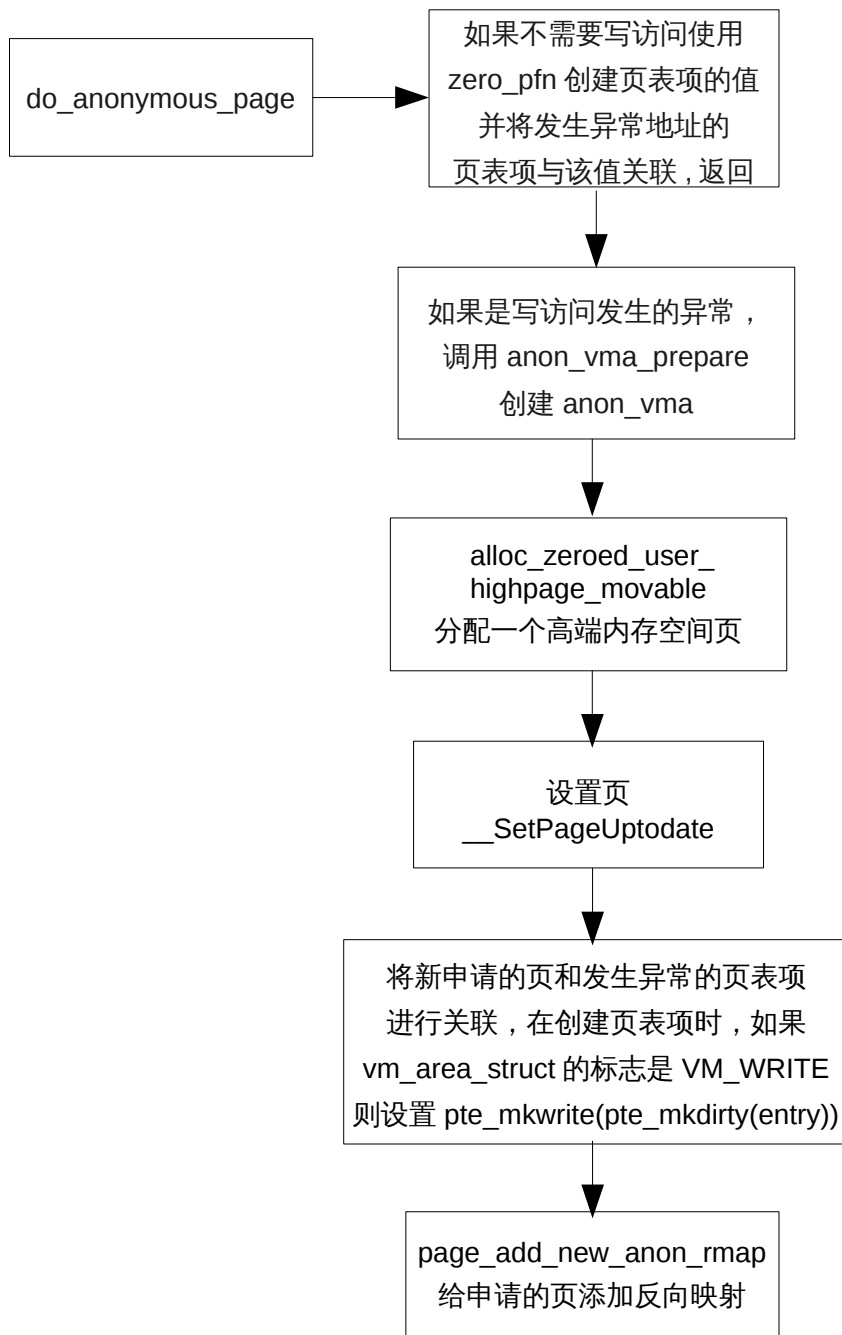 do_anonymous_page
如果不需要写访问使用
zero_pfn 创建页表项的值
并将发生异常地址的
页表项与该值关联 , 返回
如果是写访问发生的异常，
调用 anon_vma_prepare
创建 anon_vma
alloc_zeroed_user_
highpage_movable
分配一个高端内存空间页
设置页
__SetPageUptodate
将新申请的页和发生异常的页表项
进行关联，在创建页表项时，如果
vm_area_struct 的标志是 VM_WRITE
则设置 pte_mkwrite(pte_mkdirty(entry))
page_add_new_anon_rmap
给申请的页添加反向映射